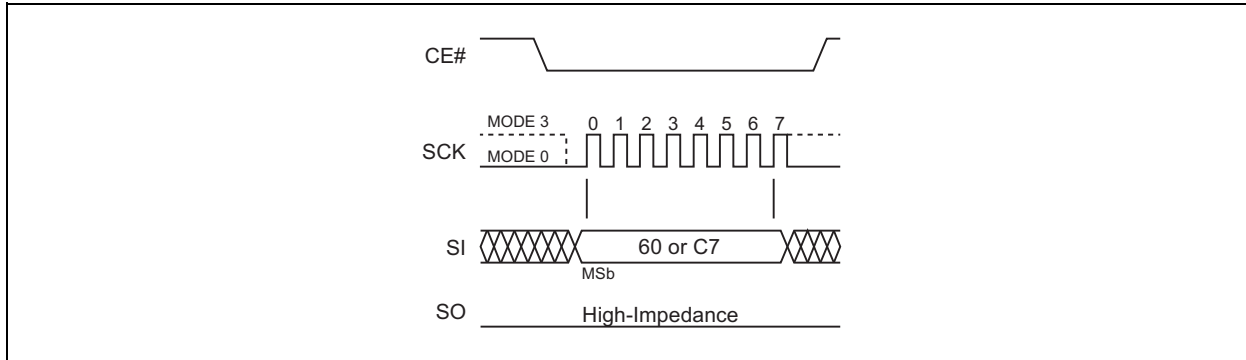 CE#
MODE 3
0 1 2 3 4 5 6 7
SCK
MODE 0
SI
60 or C7
MSb
SO
High-Impedance